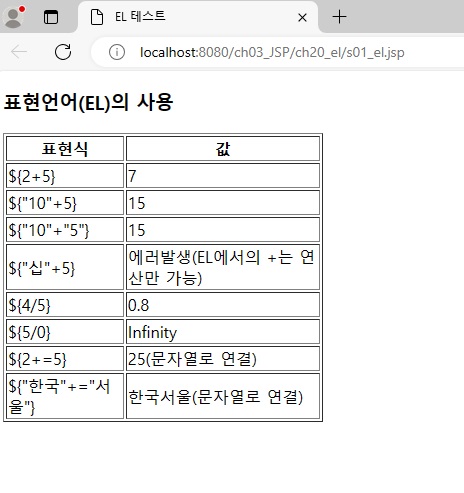 EL 테스트
localhost:8080/ch03_JSP/ch20_el/s01_el.jsp
표현언어(EL)의 사용
표현식 값
${2+5} 7
${"10"+5} 15
${"10"+"5"} 15
${"십"+5} 에러발생(EL에서의 +는 연
산만 가능)
${4/5} 0.8
${5/0} Infinity
${2+=5} 25(문자열로 연결)
${"한국"+="서
울"} 한국서울(문자열로 연결)